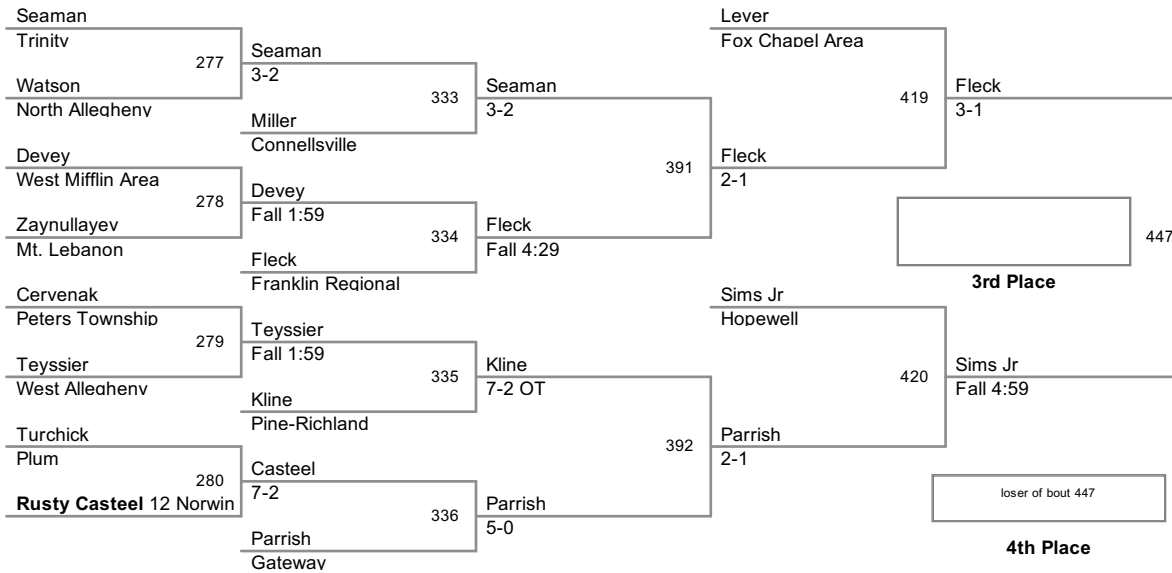 Seaman
Trinity
277
Watson
North Allegheny
Seaman
3-2
333
Miller
Connellsville
Seaman
3-2
Devey
West Mifflin Area
278
Zaynullayev
Mt. Lebanon
Devey
Fall 1:59
334
Fleck
Franklin Regional
Fleck
Fall 4:29
391
Fleck
2-1
Lever
Fox Chapel Area
419
Fleck
3-1
447
3rd Place
Cervenak
Peters Township
279
Teyssier
West Allegheny
Teyssier
Fall 1:59
335
Kline
Pine-Richland
Kline
7-2 OT
Turchick
Plum
280
Rusty Casteel 12 Norwin
Casteel
7-2
336
Parrish
Gateway
Parrish
5-0
392
Parrish
2-1
Sims Jr
Hopewell
420
Sims Jr
Fall 4:59
loser of bout 447
4th Place